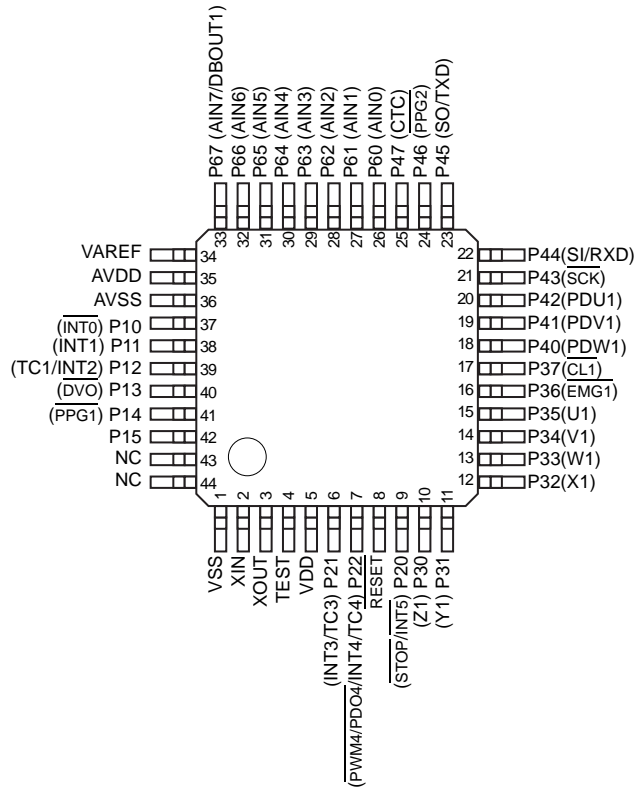 P67 (AIN7/DBOUT1)
P66 (AIN6)
P65 (AIN5)
P64 (AIN4)
P63 (AIN3)
P62 (AIN2)
P61 (AIN1)
P60 (AIN0)
P47 (CTC)
P46 (PPG2)
P45 (SO/TXD)
33
32
31
30
29
28
27
26
25
24
23
VAREF 34
AVDD 35
AVSS 36
(INT0) P10 37
(INT1) P11 38
(TC1/INT2) P12 39
(DVO) P13 40
(PPG1) P14 41
P15 42
NC 43
NC 44
22 P44(SI/RXD)
21 P43(SCK)
20 P42(PDU1)
19 P41(PDV1)
18 P40(PDW1)
17 P37(CL1)
16 P36(EMG1)
15 P35(U1)
14 P34(V1)
13 P33(W1)
12 P32(X1)
1
2
3
4
5
6
7
8
9
10
11
VSS
XIN
XOUT
TEST
VDD
(INT3/TC3) P21
(PWM4/PDO4/INT4/TC4) P22
RESET
(STOP/INT5) P20
(Z1) P30
(Y1) P31